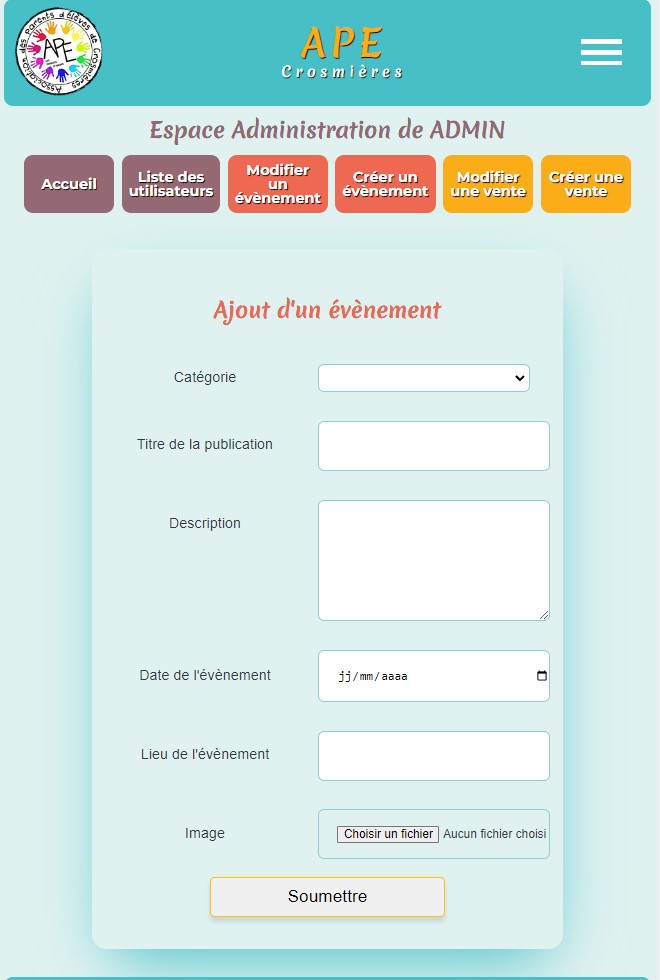 Association des Parents d'élèves de Crosmières
APE
APE
Crosmières
Espace Administration de ADMIN
Accueil
Liste des
utilisateurs
Modifier
un
évènement
Créer un
évènement
Modifier
une vente
Créer une
vente
Ajout d'un évènement
Catégorie
Titre de la publication
Description
Date de l'évènement
jj/mm/aaaa
Lieu de l'évènement
Image
Choisir un fichier Aucun fichier choisi
Soumettre